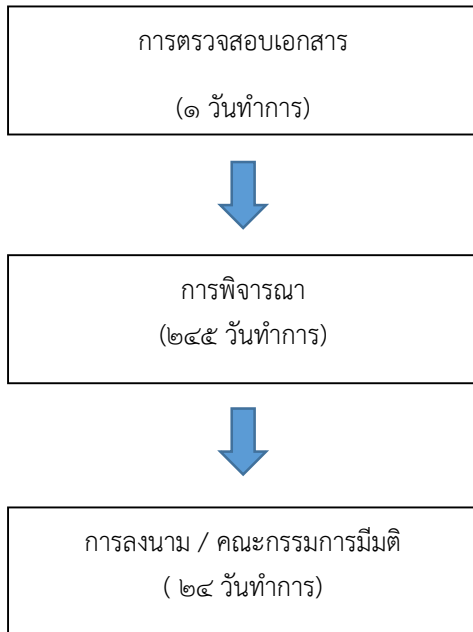 การตรวจสอบเอกสาร
(๑ วันทำการ)
การพิจารณา
(๒๔๕ วันทำการ)
การลงนาม / คณะกรรมการมีมติ
( ๒๔ วันทำการ)